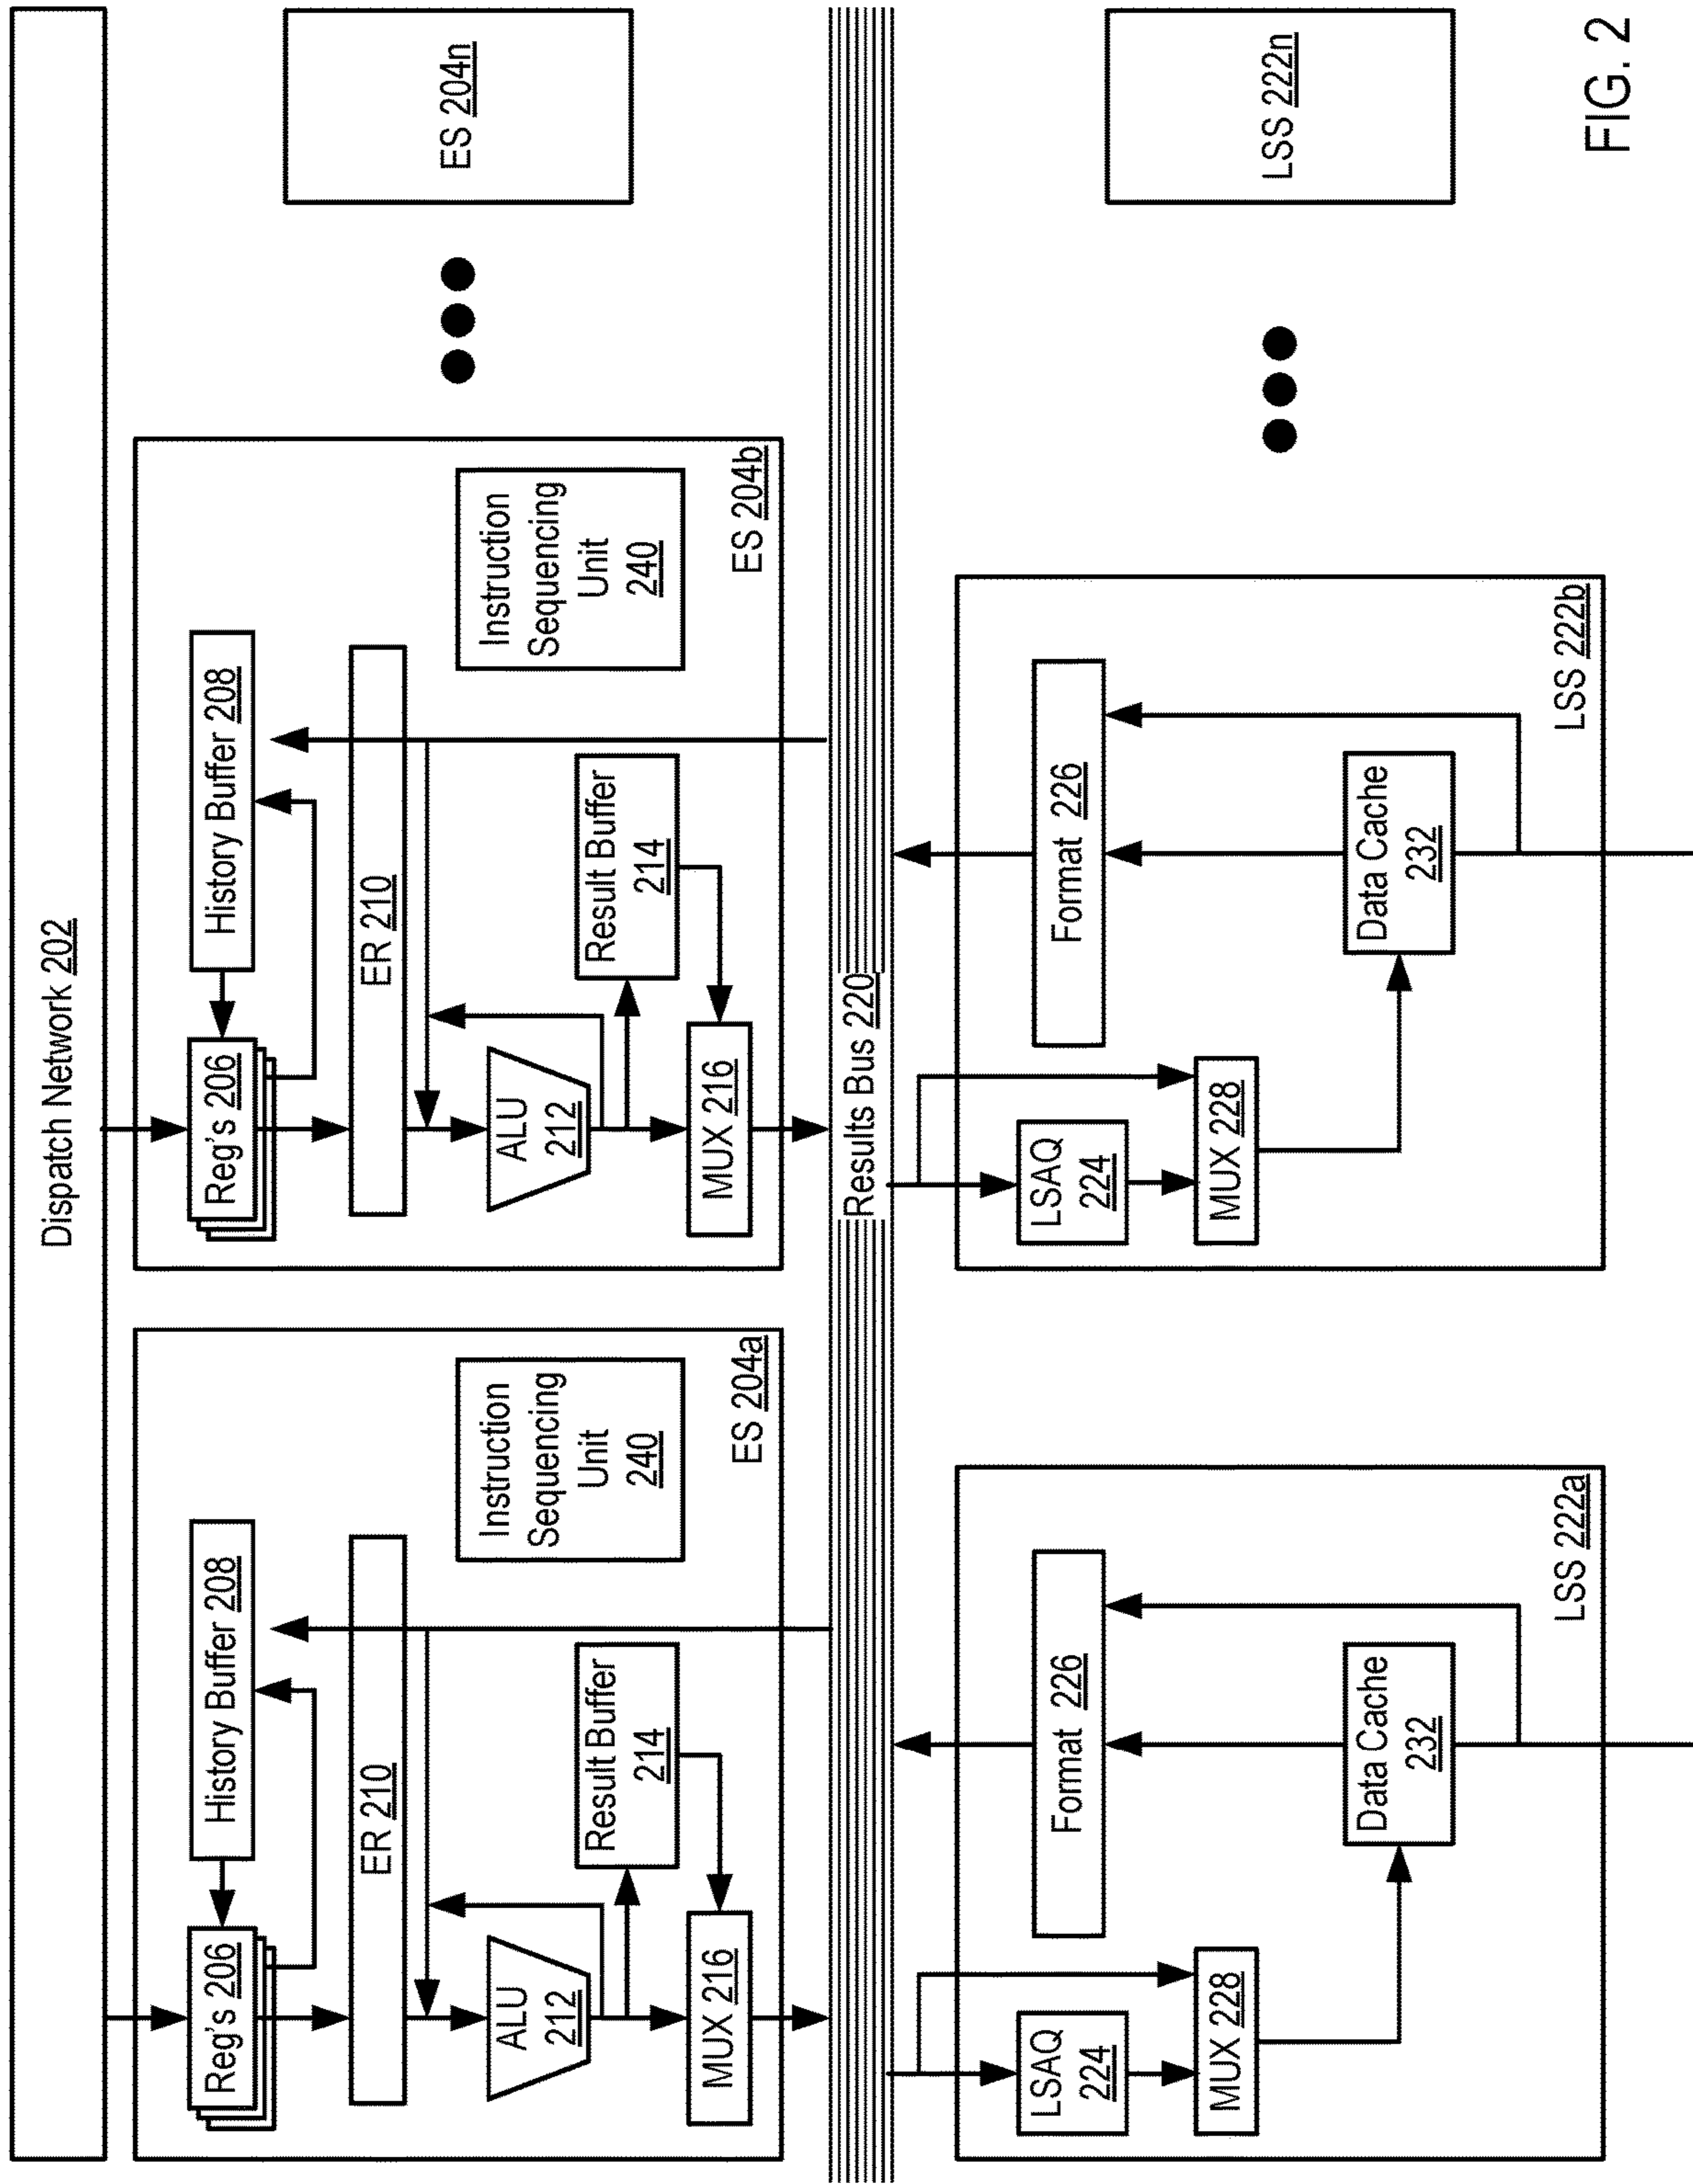 Dispatch Network 202
Reg's 206
History Buffer 208
ER 210
ALU
212
Result Buffer
214
MUX 216
Instruction
Sequencing
Unit
240
ES 204a
Reg's 206
History Buffer 208
ER 210
ALU
212
Result Buffer
214
MUX 216
Instruction
Sequencing
Unit
240
ES 204b
ES 204n
Results Bus 220
LSAQ
224
MUX 228
Format 226
Data Cache
232
LSS 222a
LSAQ
224
MUX 228
Format 226
Data Cache
232
LSS 222b
LSS 222n
FIG. 2